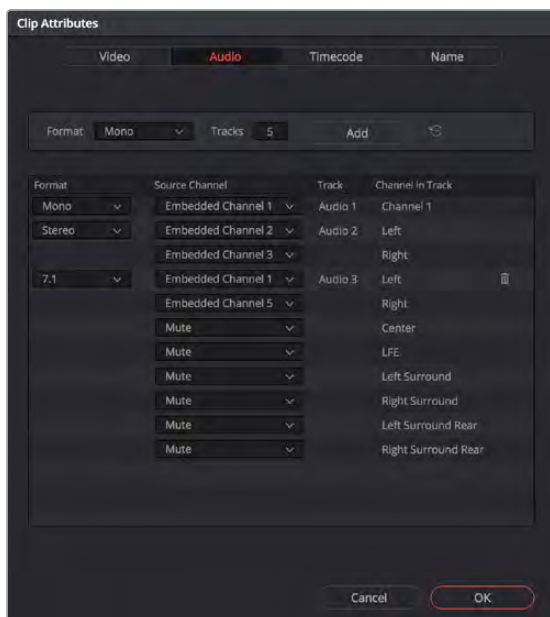 Clip Attributes
Video Audio Timecode Name
Format Mono Tracks 5 Add
Format Source Channel Track Channel in Track
Mono Embedded Channel 1 Audio 1 Channel 1
Stereo Embedded Channel 2 Audio 2 Left
Embedded Channel 3 Right
7.1 Embedded Channel 1 Audio 3 Left
Embedded Channel 5 Right
Mute Center
Mute LFE
Mute Left Surround
Mute Right Surround
Mute Left Surround Rear
Mute Right Surround Rear
Cancel OK